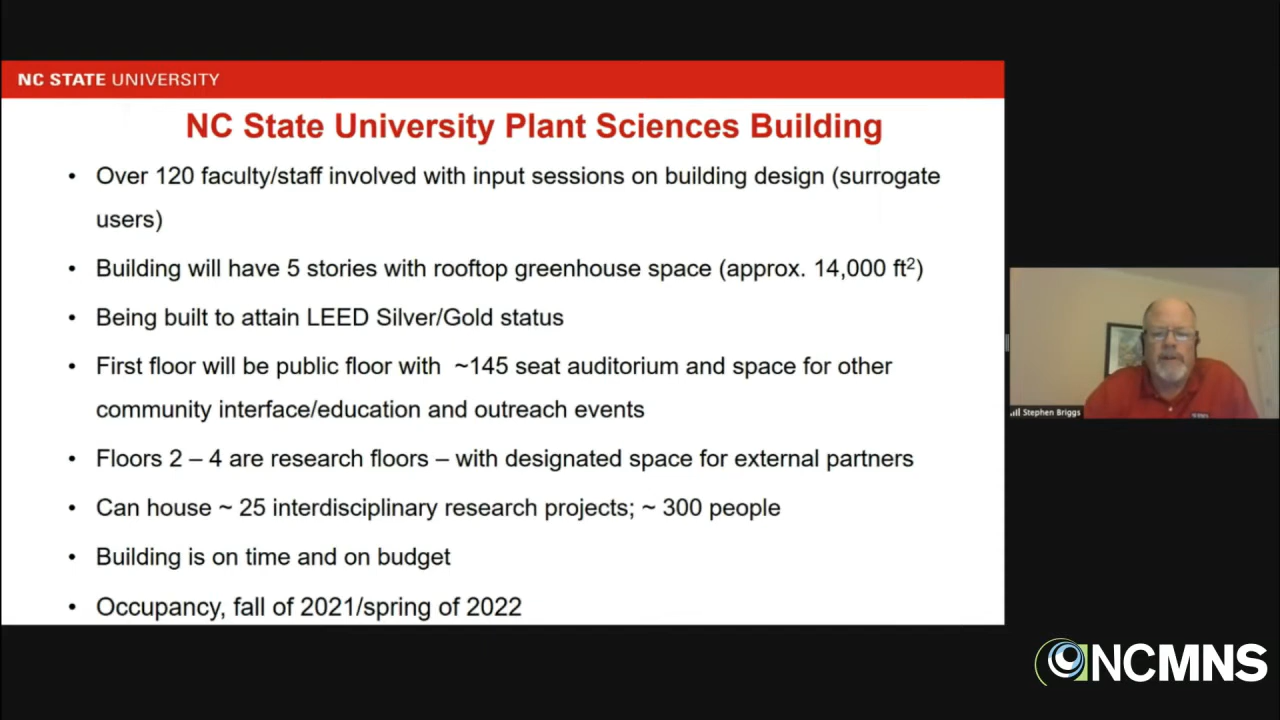 NC STATE UNIVERSITY
NC State University Plant Sciences Building
• Over 120 faculty/staff involved with input sessions on building design (surrogate
users)
• Building will have 5 stories with rooftop greenhouse space (approx. 14,000 ft²)
• Being built to attain LEED Silver/Gold status
• First floor will be public floor with ~145 seat auditorium and space for other
community interface/education and outreach events
• Floors 2 – 4 are research floors – with designated space for external partners
• Can house ~ 25 interdisciplinary research projects; ~ 300 people
• Building is on time and on budget
• Occupancy, fall of 2021/spring of 2022
Stephen Briggs
NCMNS